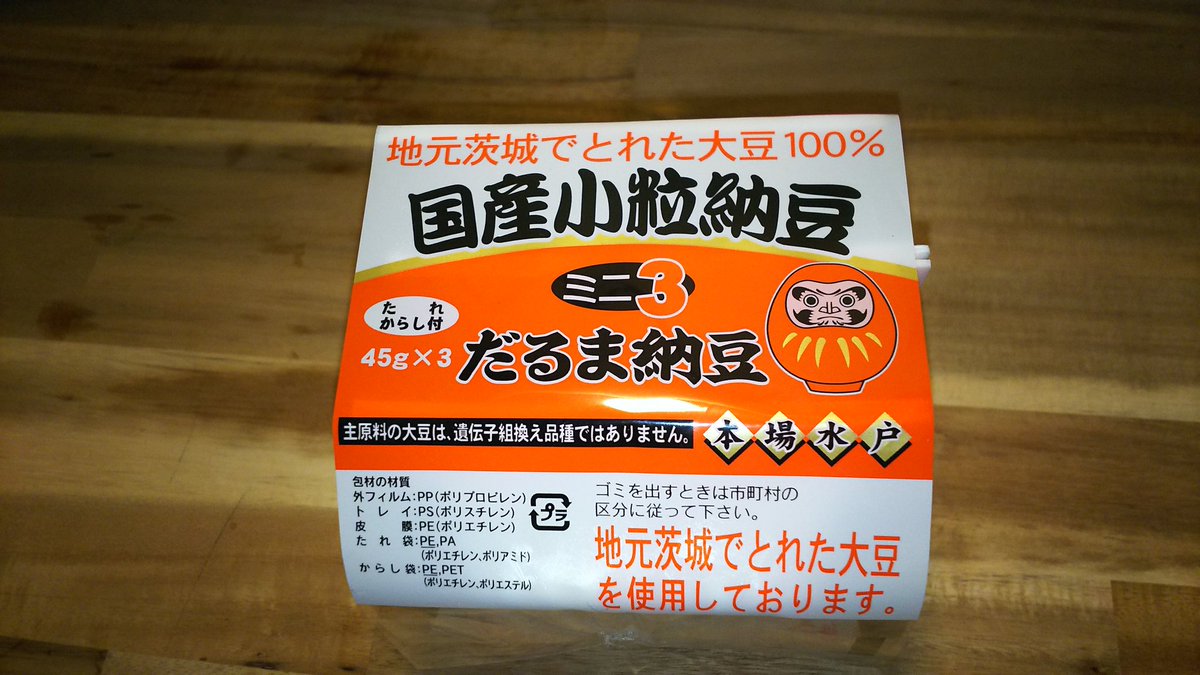 地元茨城でとれた大豆100%
国産小粒納豆
ミニ3
たれ
からし付
45g×3
だるま納豆
主原料の大豆は、遺伝子組換え品種ではありません。
本場水戸
包材の材質
外フィルム:PP(ポリプロピレン)
トレイ:PS(ポリスチレン)
皮膜:PE(ポリエチレン)
たれ袋:PE,PA
(ポリエチレン、ポリアミド)
からし袋:PE,PET
(ポリエチレン、ポリエステル)
プラ
ゴミを出すときは市町村の
区分に従って下さい。
地元茨城でとれた大豆
を使用しております。